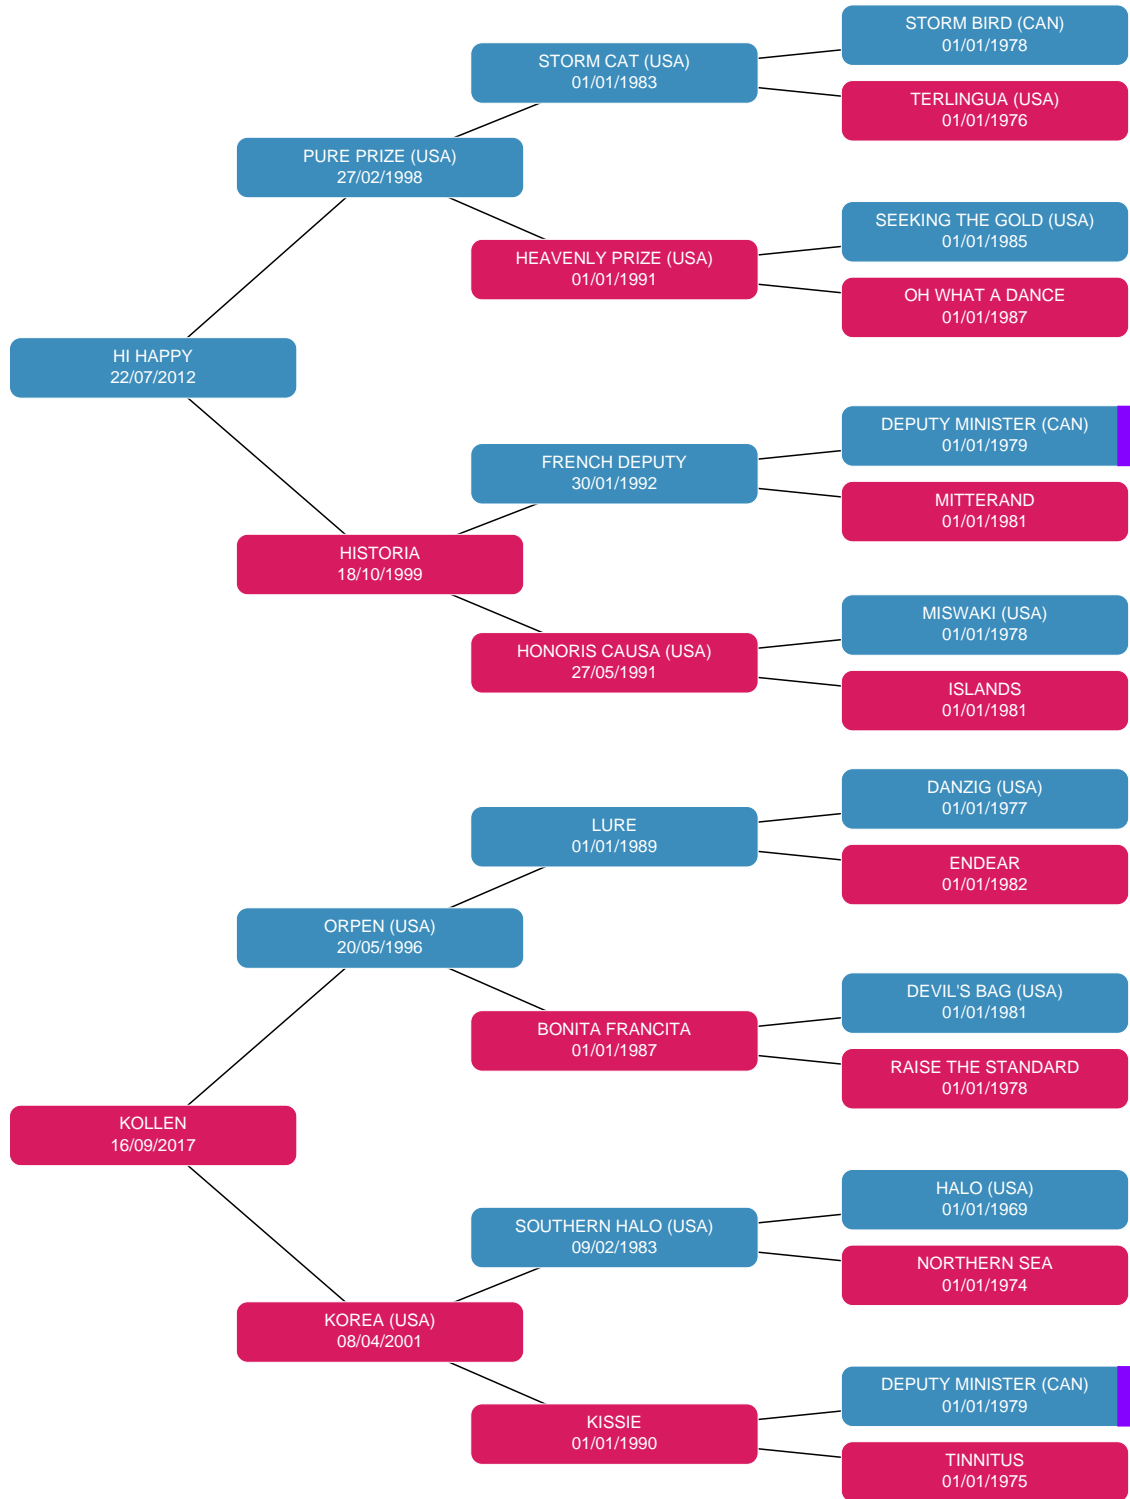 STORM BIRD (CAN)
01/01/1978
STORM CAT (USA)
01/01/1983
TERLINGUA (USA)
01/01/1976
PURE PRIZE (USA)
27/02/1998
SEEKING THE GOLD (USA)
01/01/1985
HEAVENLY PRIZE (USA)
01/01/1991
OH WHAT A DANCE
01/01/1987
HI HAPPY
22/07/2012
DEPUTY MINISTER (CAN)
01/01/1979
FRENCH DEPUTY
30/01/1992
MITTERAND
01/01/1981
HISTORIA
18/10/1999
MISWAKI (USA)
01/01/1978
HONORIS CAUSA (USA)
27/05/1991
ISLANDS
01/01/1981
DANZIG (USA)
01/01/1977
LURE
01/01/1989
ENDEAR
01/01/1982
ORPEN (USA)
20/05/1996
DEVIL'S BAG (USA)
01/01/1981
BONITA FRANCITA
01/01/1987
RAISE THE STANDARD
01/01/1978
KOLLEN
16/09/2017
HALO (USA)
01/01/1969
SOUTHERN HALO (USA)
09/02/1983
NORTHERN SEA
01/01/1974
KOREA (USA)
08/04/2001
DEPUTY MINISTER (CAN)
01/01/1979
KISSIE
01/01/1990
TINNITUS
01/01/1975